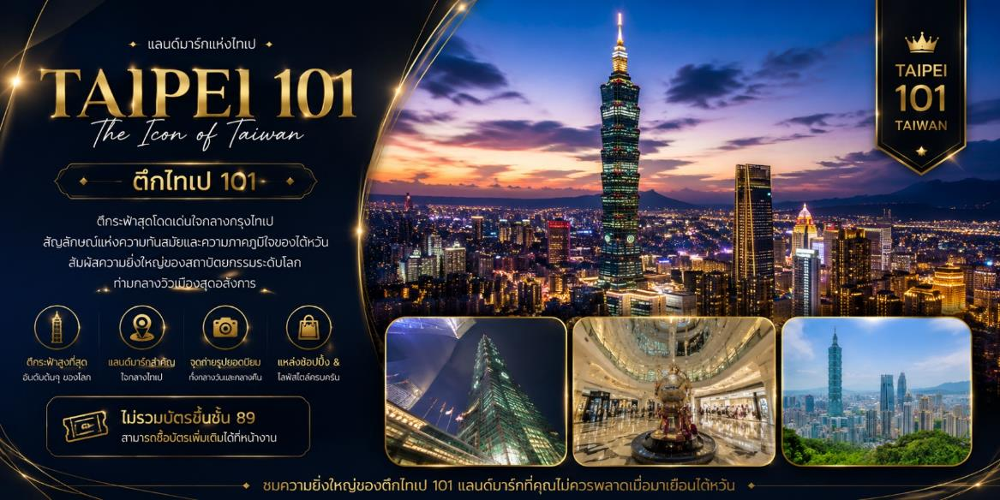 แลนด์มาร์กแห่งไทเป
TAIPEI 101
The Icon of Taiwan
ตึกไทเป 101
ตึกระฟ้าสุดโดดเด่นใจกลางกรุงไทเป
สัญลักษณ์แห่งความทันสมัยและความภาคภูมิใจของไต้หวัน
สัมผัสความยิ่งใหญ่ของสถาปัตยกรรมระดับโลก
ท่ามกลางวิวเมืองสุดอลังการ
ตึกระฟ้าสูงที่สุด
อันดับต้นๆ ของโลก
แลนด์มาร์กสำคัญ
ใจกลางไทเป
จุดถ่ายรูปยอดนิยม
ทั้งกลางวันและกลางคืน
แหล่งช้อปปิ้ง &
ไลฟ์สไตล์ครบครัน
ไม่รวมบัตรขึ้นชั้น 89
สามารถซื้อบัตรเพิ่มเติมได้ที่หน้างาน
TAIPEI
101
TAIWAN
ชมความยิ่งใหญ่ของตึกไทเป 101 แลนด์มาร์กที่คุณไม่ควรพลาดเมื่อมาเยือนไต้หวัน